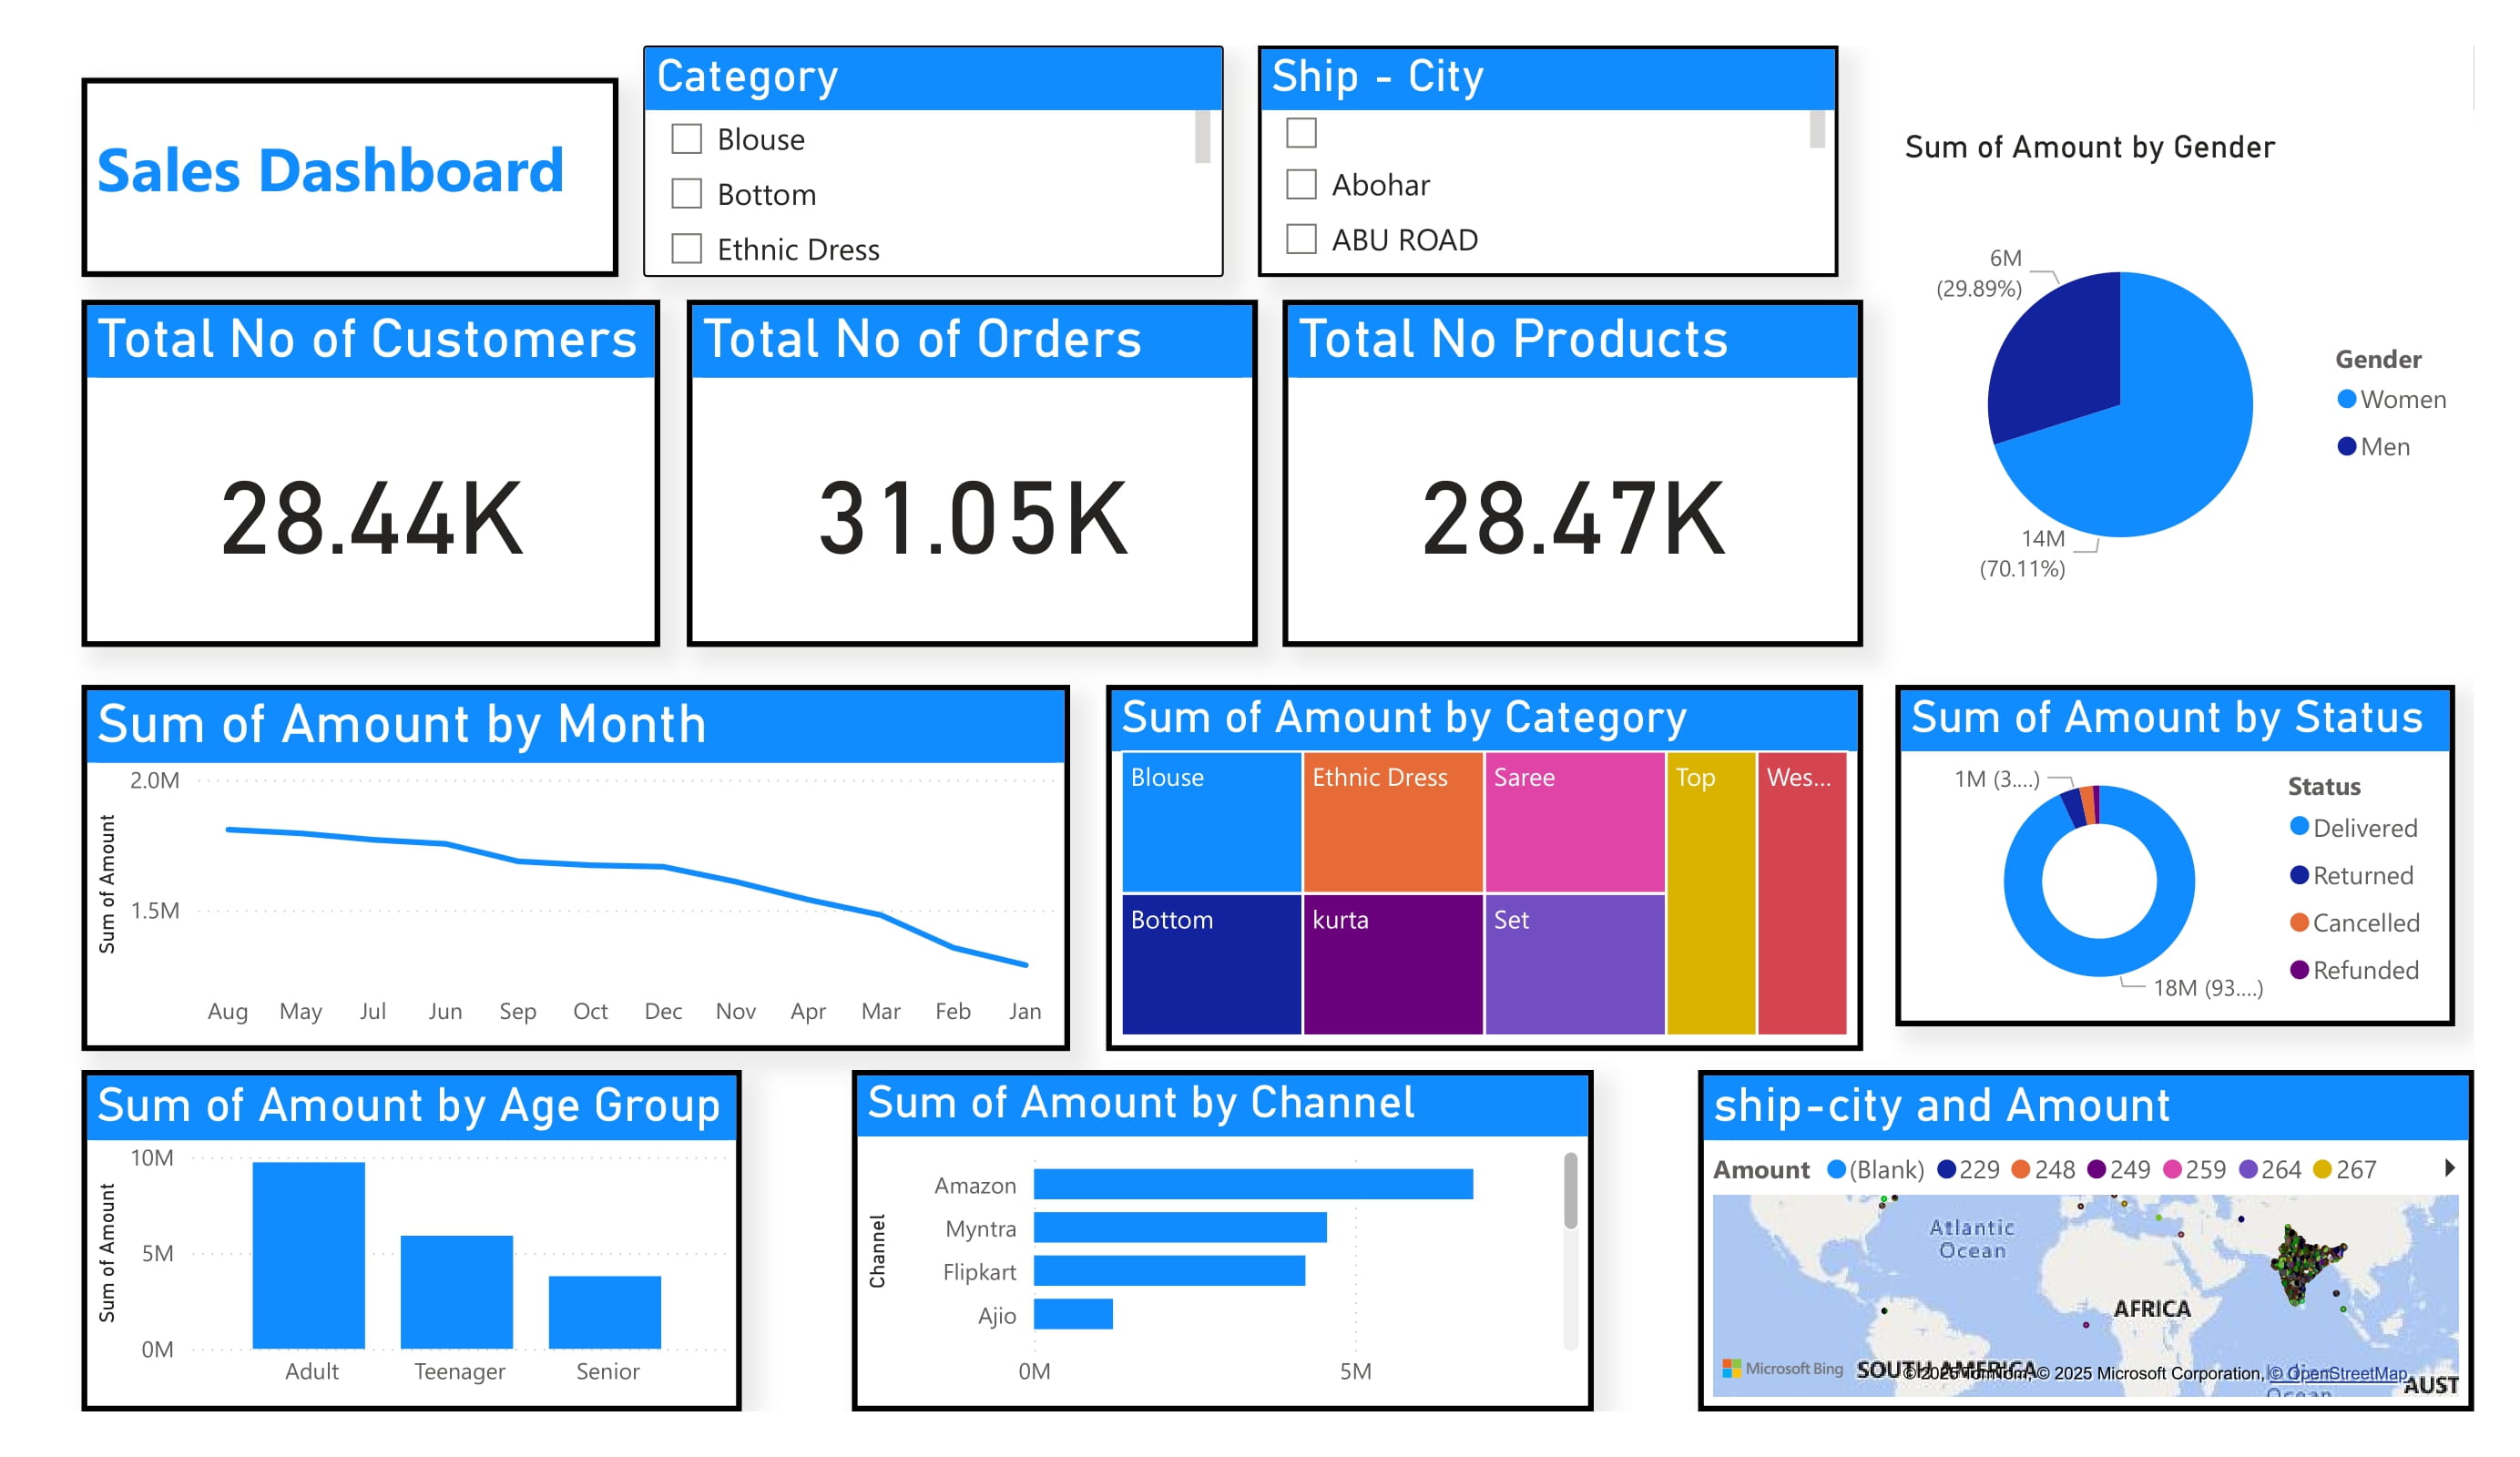 Sales Dashboard
Category
Blouse
Bottom
Ethnic Dress
Ship - City
Abohar
ABU ROAD
Sum of Amount by Gender
6M
(29.89%)
14M
(70.11%)
Gender
Women
Men
Total No of Customers
28.44K
Total No of Orders
31.05K
Total No Products
28.47K
Sum of Amount by Month
Sum of Amount
2.0M
1.5M
Aug May Jul Jun Sep Oct Dec Nov Apr Mar Feb Jan
Sum of Amount by Category
Blouse
Ethnic Dress
Saree
Top
Wes...
Bottom
kurta
Set
Sum of Amount by Status
1M (3....)
18M (93....)
Status
Delivered
Returned
Cancelled
Refunded
Sum of Amount by Age Group
Sum of Amount
10M
5M
0M
Adult Teenager Senior
Sum of Amount by Channel
Channel
Amazon
Myntra
Flipkart
Ajio
0M 5M
ship-city and Amount
Amount (Blank) 229 248 249 259 264 267
Atlantic
Ocean
AFRICA
SOUTH AMERICA
AUST
Microsoft Bing
© 2025 TomTom, © 2025 Microsoft Corporation, © OpenStreetMap
Ocean